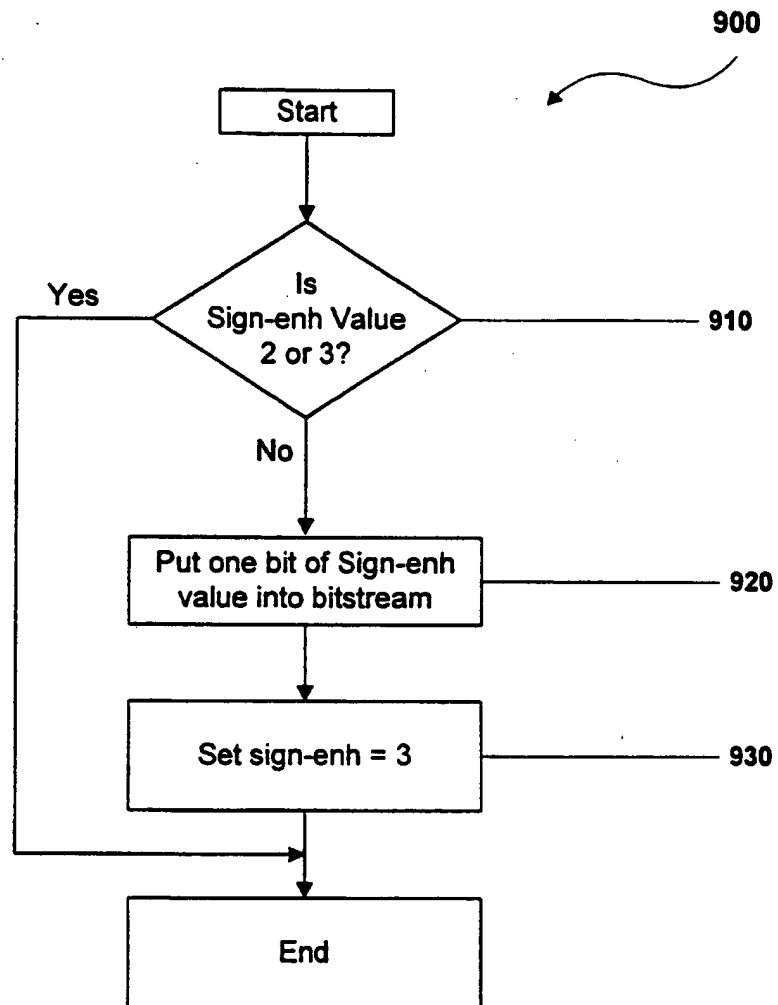 900
Start
Is
Sign-enh Value
2 or 3?
Yes
910
No
Put one bit of Sign-enh
value into bitstream
920
Set sign-enh = 3
930
End